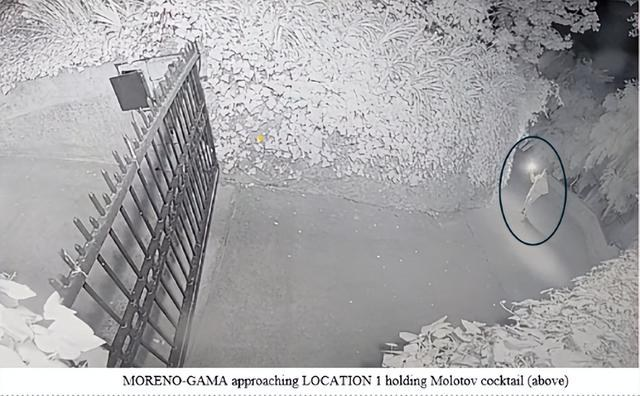 MORENO-GAMA approaching LOCATION 1 holding Molotov cocktail (above)